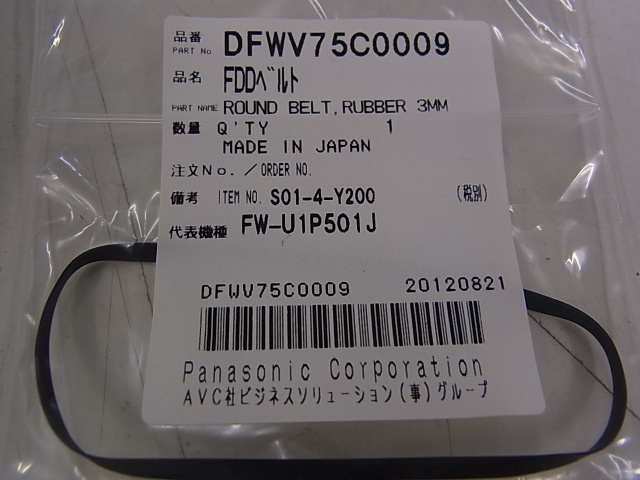 品番 PART No DFWV75C0009
品名 FDDベルト
PART NAME ROUND BELT,RUBBER 3MM
数量 Q'TY 1
MADE IN JAPAN
注文No./ORDER NO.
備考 ITEM NO. S01-4-Y200 (税別)
代表機種 FW-U1P501J
DFWV75C0009 20120821
Panasonic Corporation
AVC社ビジネスソリューション(事)グループ